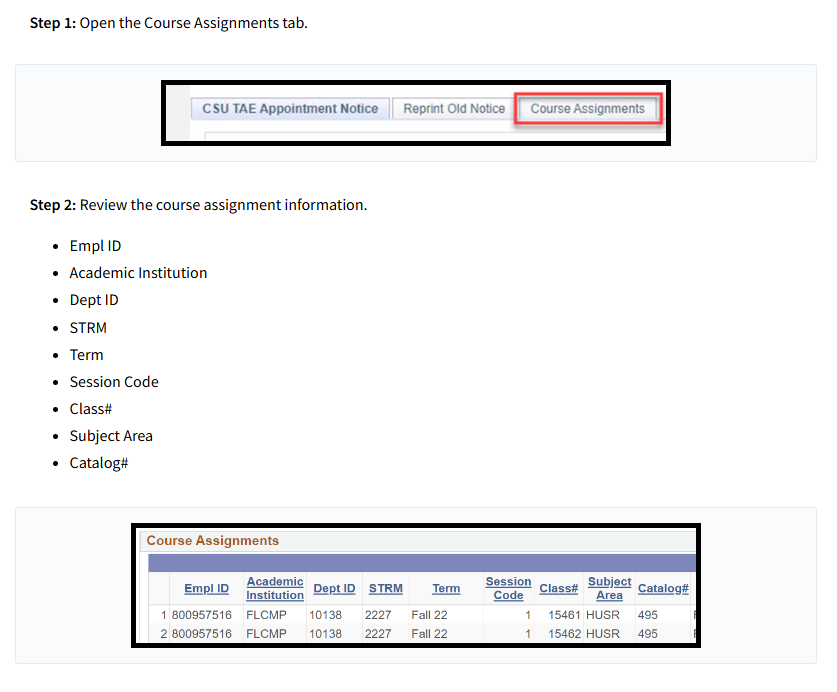 Step 1: Open the Course Assignments tab.
CSU TAE Appointment Notice Reprint Old Notice Course Assignments
Step 2: Review the course assignment information.
• Empl ID
• Academic Institution
• Dept ID
• STRM
• Term
• Session Code
• Class#
• Subject Area
• Catalog#
Course Assignments
Empl ID Academic Institution Dept ID STRM Term Session Code Class# Subject Area Catalog#
1 800957516 FLCMP 10138 2227 Fall 22 1 15461 HUSR 495
2 800957516 FLCMP 10138 2227 Fall 22 1 15462 HUSR 495